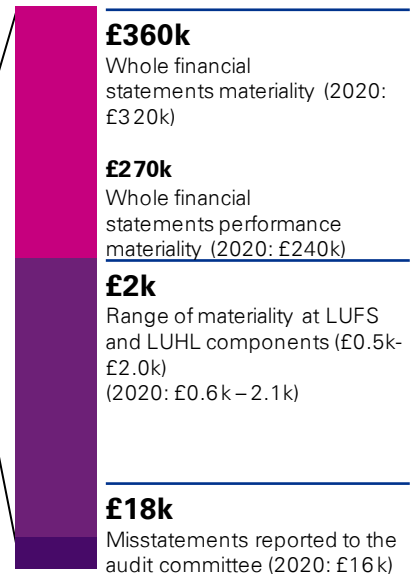 £360k
Whole financial
statements materiality (2020:
£320k)
£270k
Whole financial
statements performance
materiality (2020: £240k)
£2k
Range of materiality at LUFS
and LUHL components (£0.5k-
£2.0k)
(2020: £0.6k – 2.1k)
£18k
Misstatements reported to the
audit committee (2020: £16k)